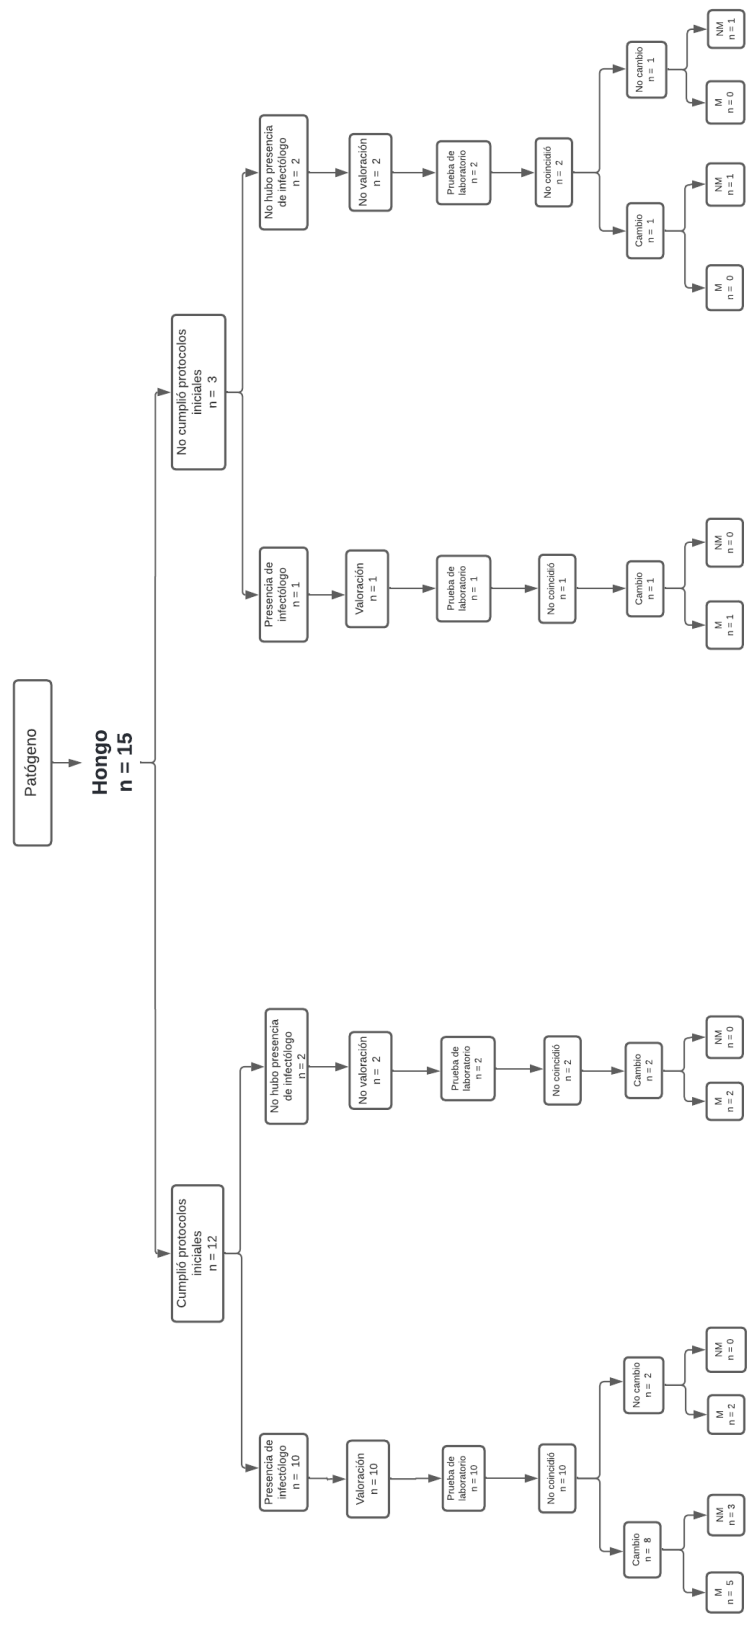 Patógeno
Hongo
n = 15
Cumplió protocolos
iniciales
n = 12
No cumplió protocolos
iniciales
n = 3
Presencia de
infectólogo
n = 10
No hubo presencia
de infectólogo
n = 2
Presencia de
infectólogo
n = 1
No hubo presencia
de infectólogo
n = 2
Valoración
n = 10
No valoración
n = 2
Valoración
n = 1
No valoración
n = 2
Prueba de
laboratorio
n = 10
Prueba de
laboratorio
n = 2
Prueba de
laboratorio
n = 1
Prueba de
laboratorio
n = 2
No coincidió
n = 10
No coincidió
n = 2
No coincidió
n = 1
No coincidió
n = 2
Cambio
n = 8
No cambio
n = 2
Cambio
n = 2
Cambio
n = 1
Cambio
n = 1
No cambio
n = 1
M
n = 5
NM
n = 3
M
n = 2
NM
n = 0
M
n = 2
NM
n = 0
M
n = 1
NM
n = 0
M
n = 0
NM
n = 1
M
n = 0
NM
n = 1